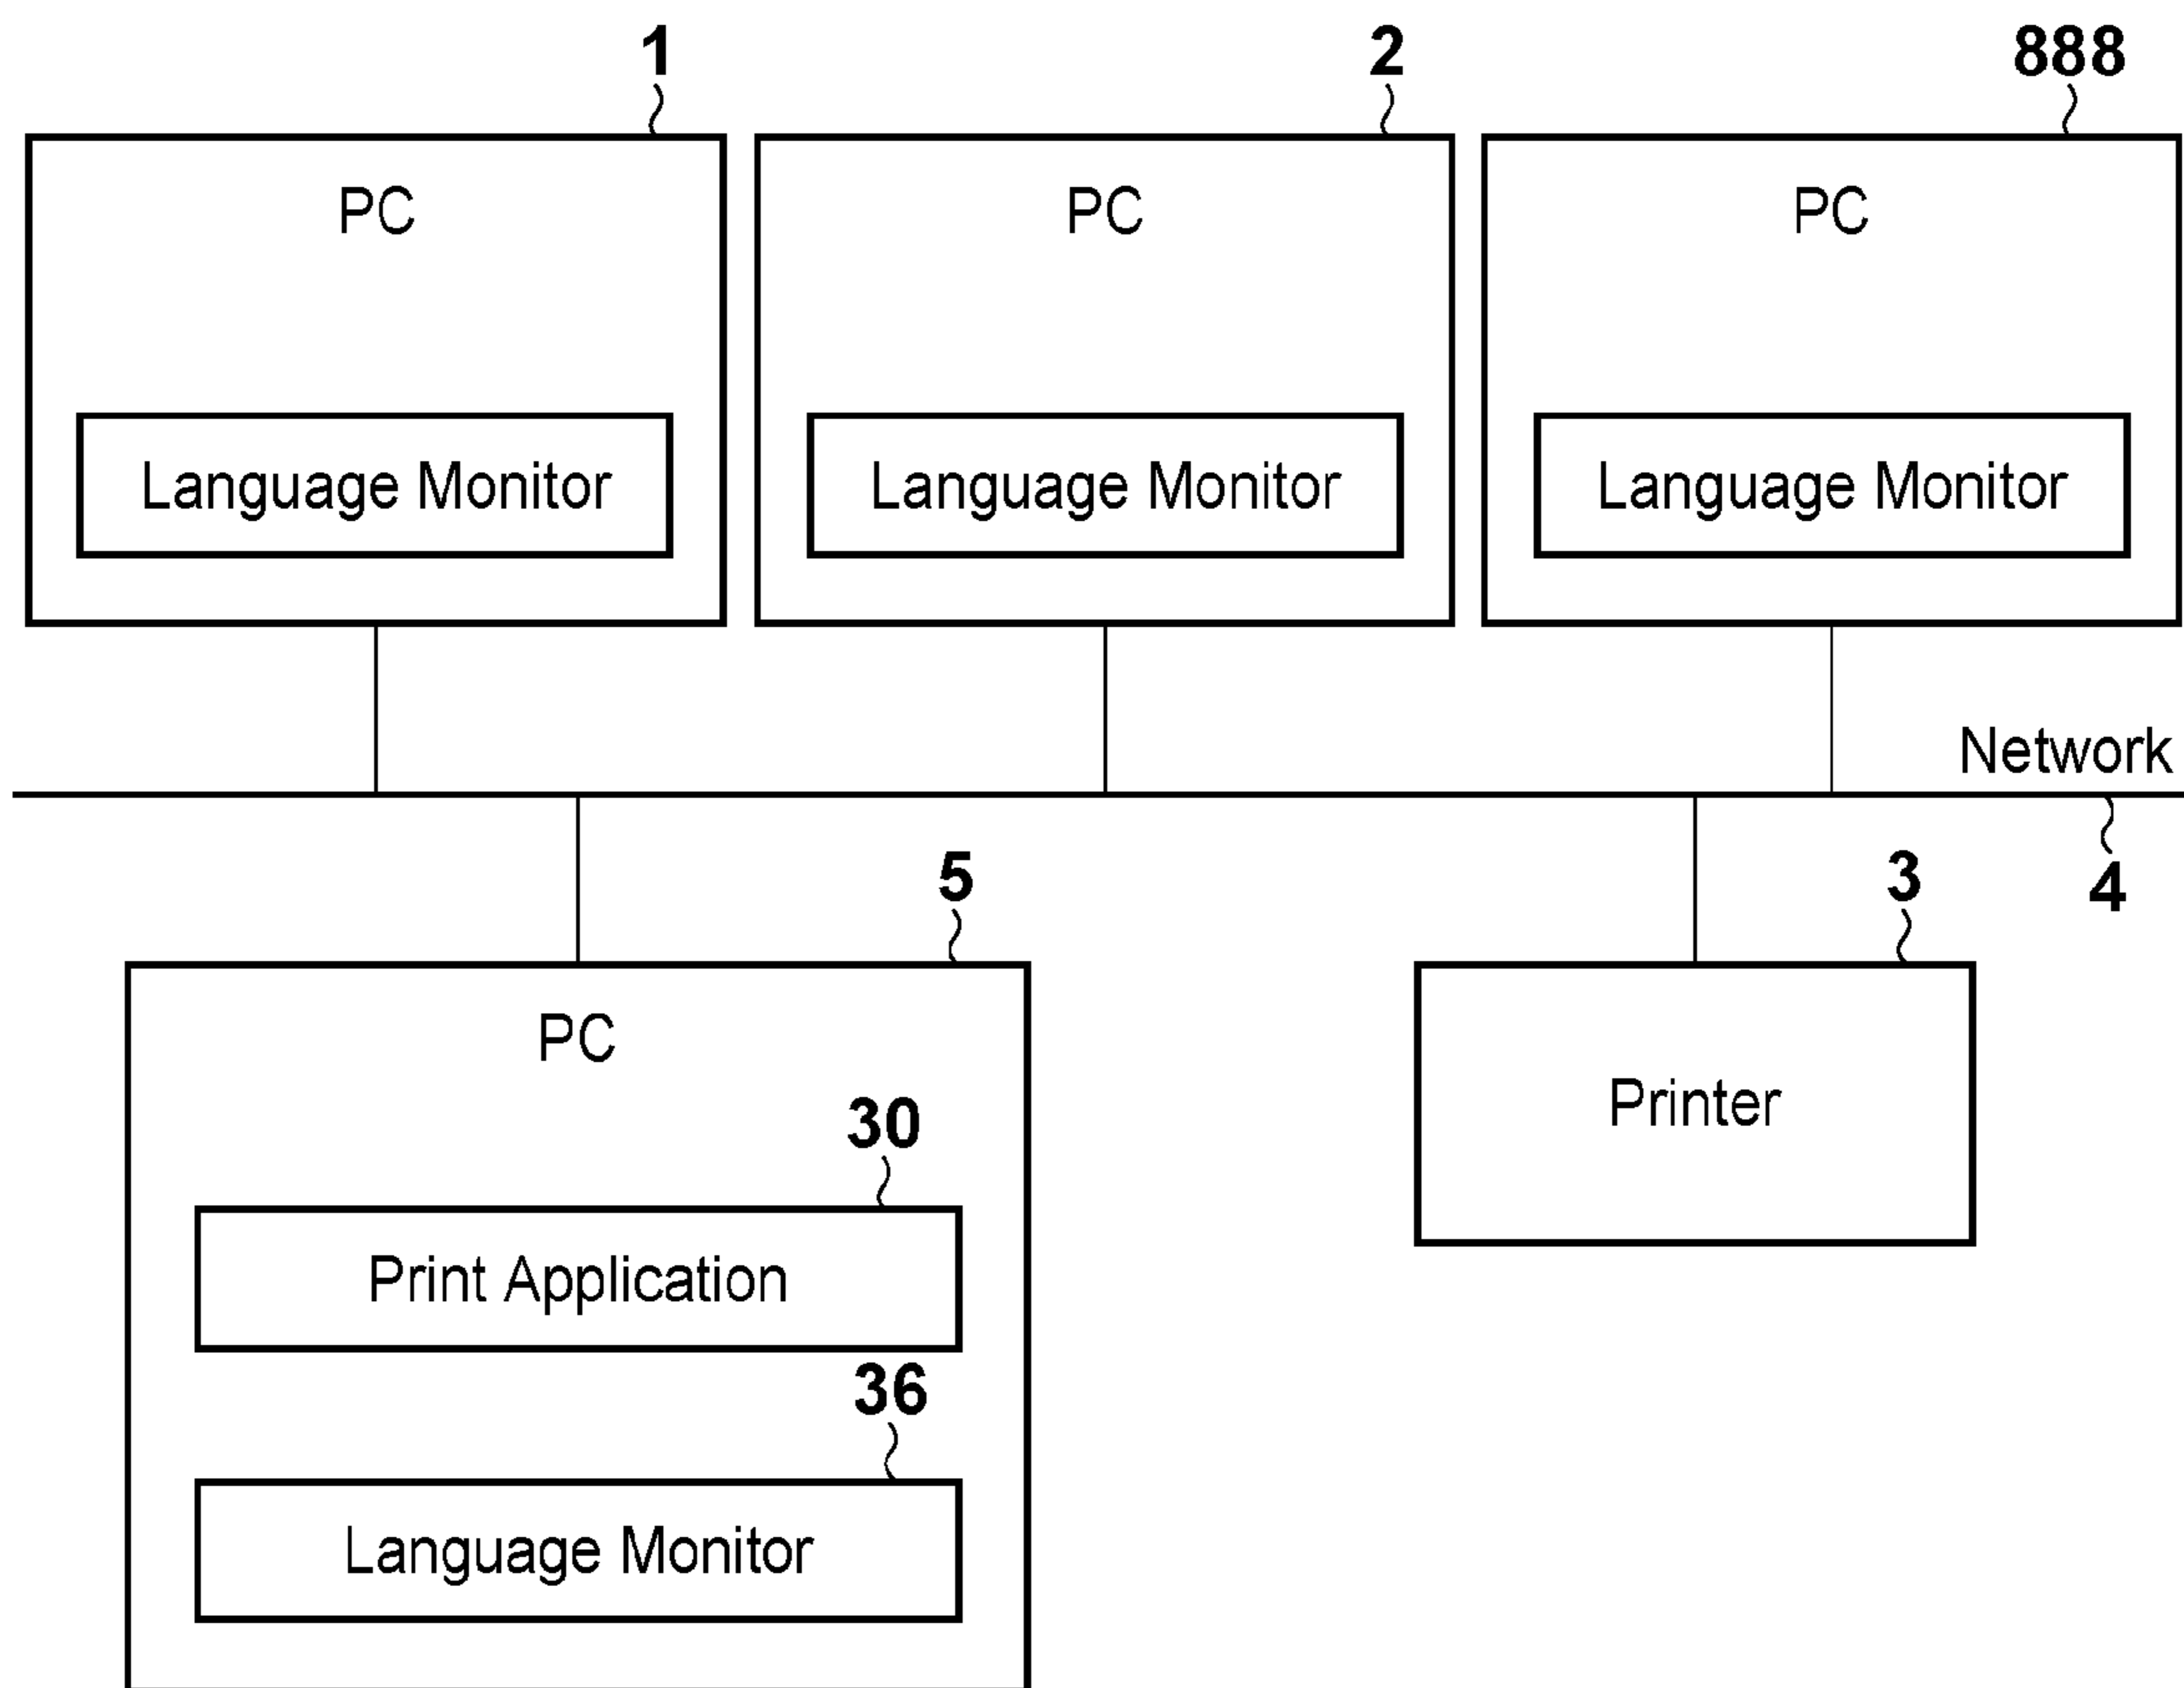 1
2
888
PC
PC
PC
Language Monitor
Language Monitor
Language Monitor
Network
4
5
3
PC
Printer
30
Print Application
36
Language Monitor